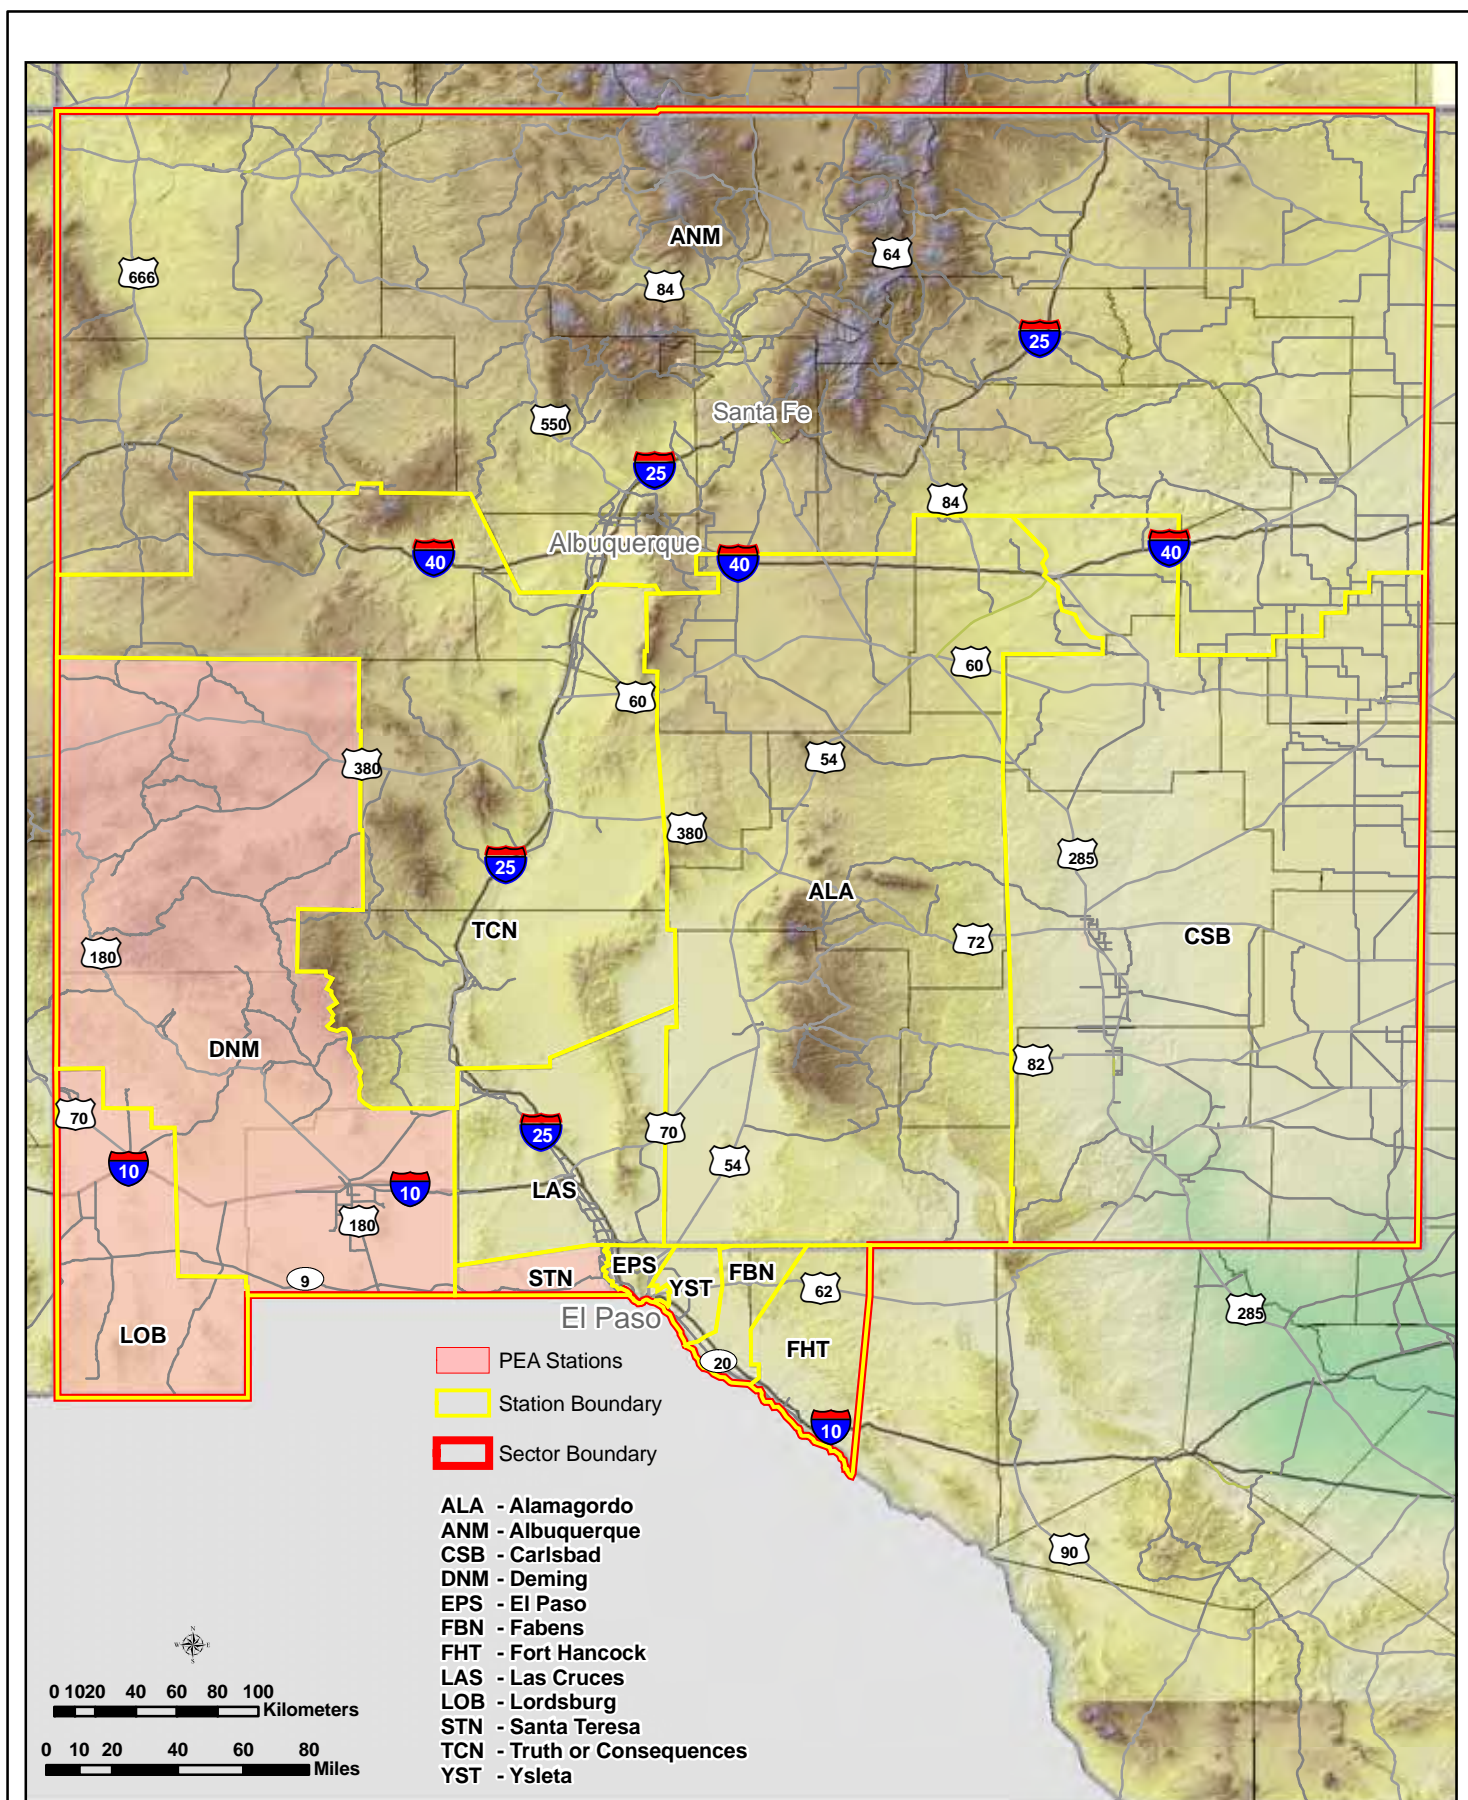 ANM
64
666
84
25
Santa Fe
550
25
84
Albuquerque
40
40
40
60
60
380
54
380
285
25
ALA
TCN
72
CSB
180
DNM
82
70
70
25
54
10
10
LAS
180
EPS
FBN
STN
YST
9
62
285
El Paso
LOB
FHT
20
PEA Stations
Station Boundary
10
Sector Boundary
ALA - Alamagordo
ANM - Albuquerque
CSB - Carlsbad
90
DNM - Deming
EPS - El Paso
FBN - Fabens
N
W E
S
FHT - Fort Hancock
LAS - Las Cruces
LOB - Lordsburg
STN - Santa Teresa
TCN - Truth or Consequences
YST - Ysleta
0 10 20 40 60 80 100
Kilometers
0 10 20 40 60 80
Miles